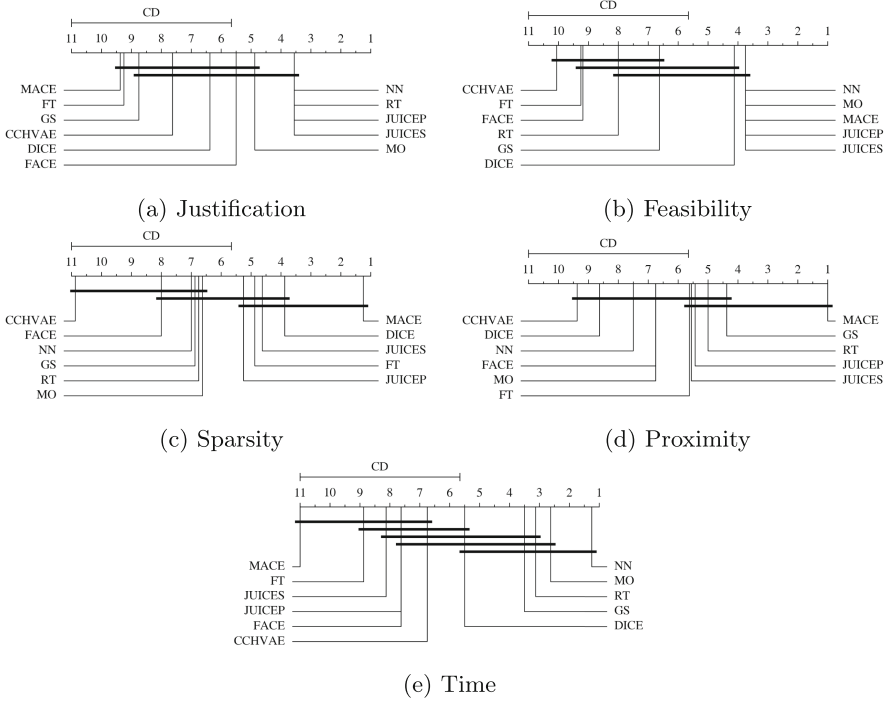 CD
11 10 9 8 7 6 5 4 3 2 1
MACE NN
FT RT
GS JUICEP
CCHVAE JUICES
DICE MO
FACE
(a) Justification
CD
11 10 9 8 7 6 5 4 3 2 1
CCHVAE NN
FT MO
FACE MACE
RT JUICEP
GS JUICES
DICE
(b) Feasibility
CD
11 10 9 8 7 6 5 4 3 2 1
CCHVAE MACE
FACE DICE
NN JUICES
GS FT
RT JUICEP
MO
(c) Sparsity
CD
11 10 9 8 7 6 5 4 3 2 1
CCHVAE MACE
DICE GS
NN RT
FACE JUICEP
MO JUICES
FT
(d) Proximity
CD
11 10 9 8 7 6 5 4 3 2 1
MACE NN
FT MO
JUICES RT
JUICEP GS
FACE DICE
CCHVAE
(e) Time